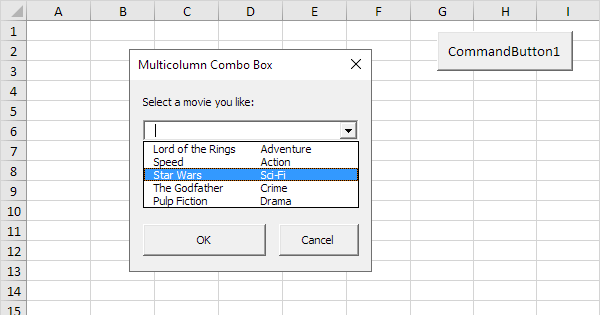 A B C D E F G H I
1
2
3
4
5
6
7
8
9
10
11
12
13
14
15
CommandButton1
Multicolumn Combo Box
Select a movie you like:
Lord of the Rings Adventure
Speed Action
Star Wars Sci-Fi
The Godfather Crime
Pulp Fiction Drama
OK Cancel